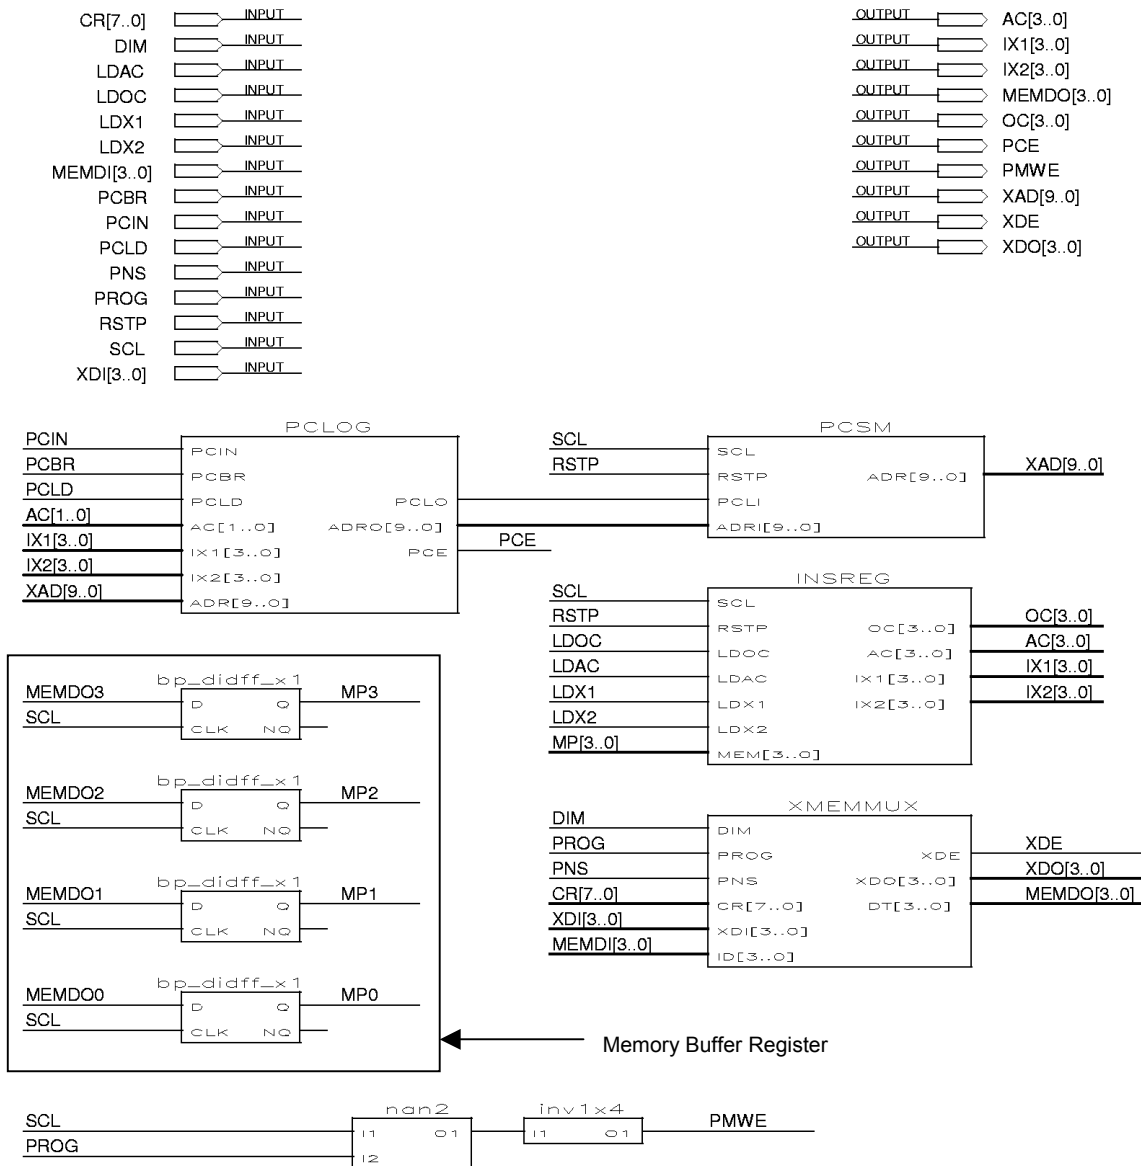 CR[7..0] INPUT
DIM INPUT
LDAC INPUT
LDOC INPUT
LDX1 INPUT
LDX2 INPUT
MEMDI[3..0] INPUT
PCBR INPUT
PCIN INPUT
PCLD INPUT
PNS INPUT
PROG INPUT
RSTP INPUT
SCL INPUT
XDI[3..0] INPUT
OUTPUT AC[3..0]
OUTPUT IX1[3..0]
OUTPUT IX2[3..0]
OUTPUT MEMDO[3..0]
OUTPUT OC[3..0]
OUTPUT PCE
OUTPUT PMWE
OUTPUT XAD[9..0]
OUTPUT XDE
OUTPUT XDO[3..0]
PCLOG
PCIN PCIN
PCBR PCBR
PCLD PCLD PCLO
AC[1..0] AC[1..0] ADRO[9..0]
IX1[3..0] IX1[3..0] PCE PCE
IX2[3..0] IX2[3..0]
XAD[9..0] ADR[9..0]
PCSM
SCL SCL
RSTP RSTP ADR[9..0] XAD[9..0]
PCLI
ADRI[9..0]
INSREG
SCL SCL
RSTP RSTP OC[3..0] OC[3..0]
LDOC LDOC AC[3..0] AC[3..0]
LDAC LDAC IX1[3..0] IX1[3..0]
LDX1 LDX1 IX2[3..0] IX2[3..0]
LDX2 LDX2
MP[3..0] MEM[3..0]
bp_didff_x1
MEMDO3 D Q MP3
SCL CLK NQ
bp_didff_x1
MEMDO2 D Q MP2
SCL CLK NQ
bp_didff_x1
MEMDO1 D Q MP1
SCL CLK NQ
bp_didff_x1
MEMDO0 D Q MP0
SCL CLK NQ
XMEMMUX
DIM DIM
PROG PROG XDE XDE
PNS PNS XDO[3..0] XDO[3..0]
CR[7..0] CR[7..0] DT[3..0] MEMDO[3..0]
XDI[3..0] XDI[3..0]
MEMDI[3..0] ID[3..0]
Memory Buffer Register
nan2 inv1x4
SCL I1 O1 I1 O1 PMWE
PROG I2